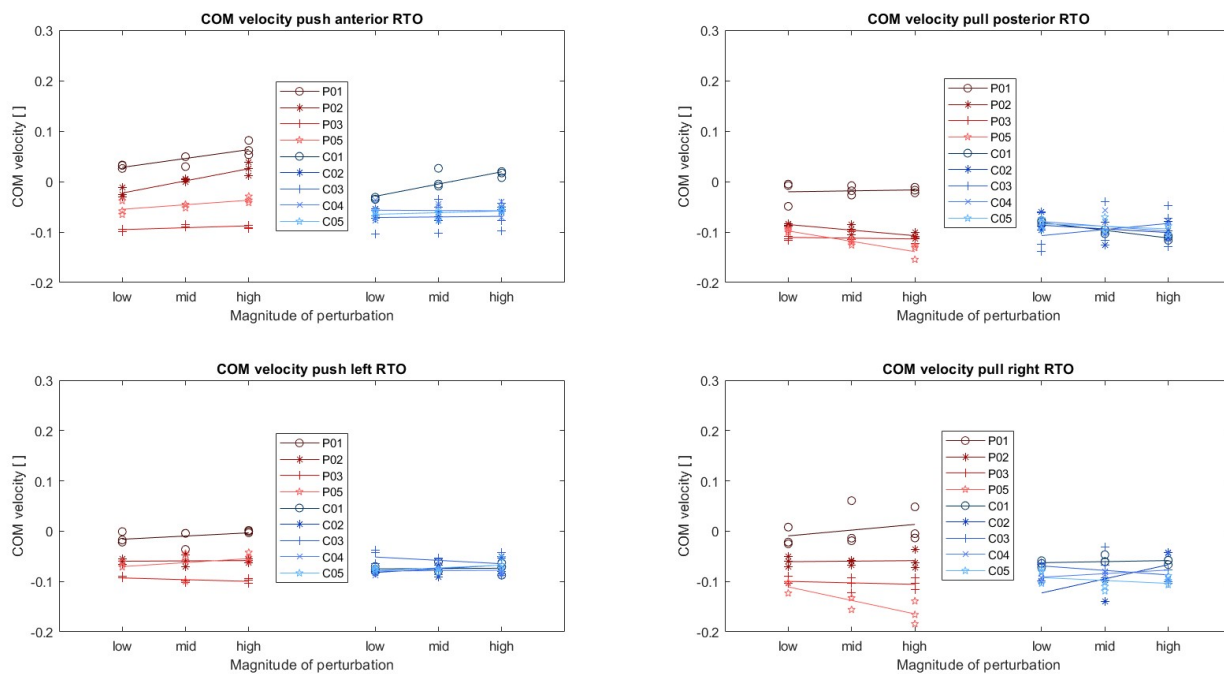 COM velocity push anterior RTO
0.3
0.2
0.1
0
-0.1
-0.2
COM velocity [ ]
low mid high low mid high
Magnitude of perturbation
P01
P02
P03
P05
C01
C02
C03
C04
C05
COM velocity pull posterior RTO
0.3
0.2
0.1
0
-0.1
-0.2
COM velocity [ ]
low mid high low mid high
Magnitude of perturbation
P01
P02
P03
P05
C01
C02
C03
C04
C05
COM velocity push left RTO
0.3
0.2
0.1
0
-0.1
-0.2
COM velocity [ ]
low mid high low mid high
Magnitude of perturbation
P01
P02
P03
P05
C01
C02
C03
C04
C05
COM velocity pull right RTO
0.3
0.2
0.1
0
-0.1
-0.2
COM velocity [ ]
low mid high low mid high
Magnitude of perturbation
P01
P02
P03
P05
C01
C02
C03
C04
C05